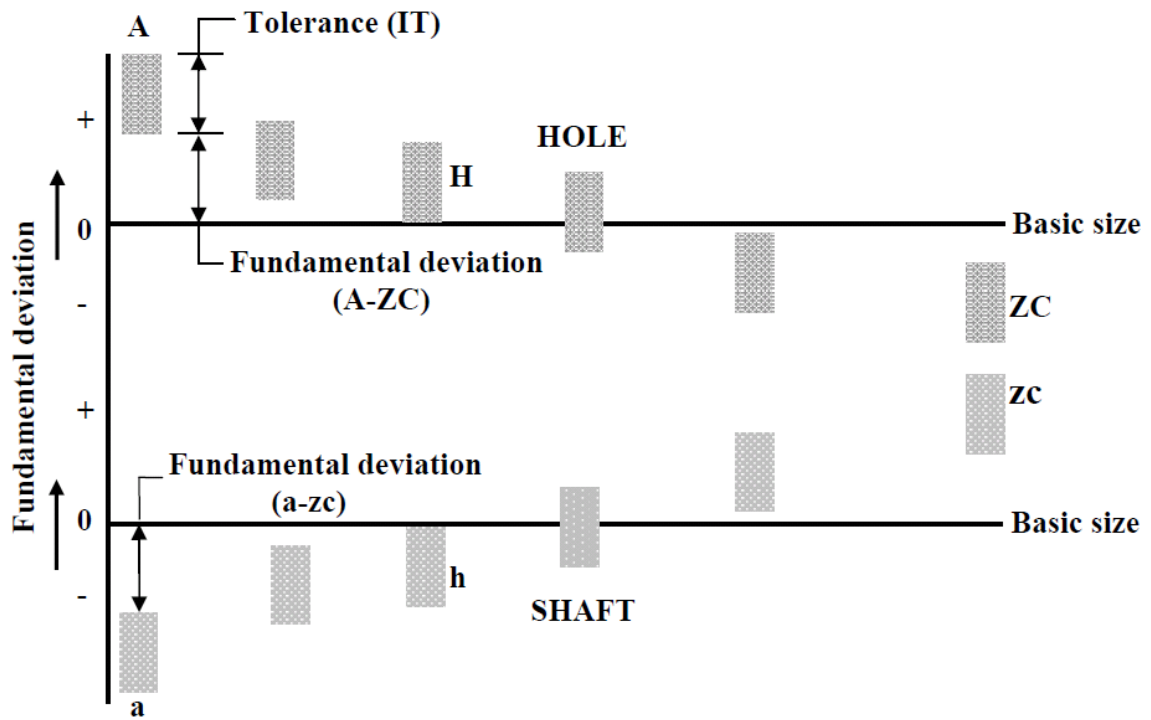 A
Tolerance (IT)
+
HOLE
H
0
Basic size
Fundamental deviation
(A-ZC)
-
ZC
Fundamental deviation
+
zc
Fundamental deviation
(a-zc)
0
Basic size
h
-
SHAFT
a